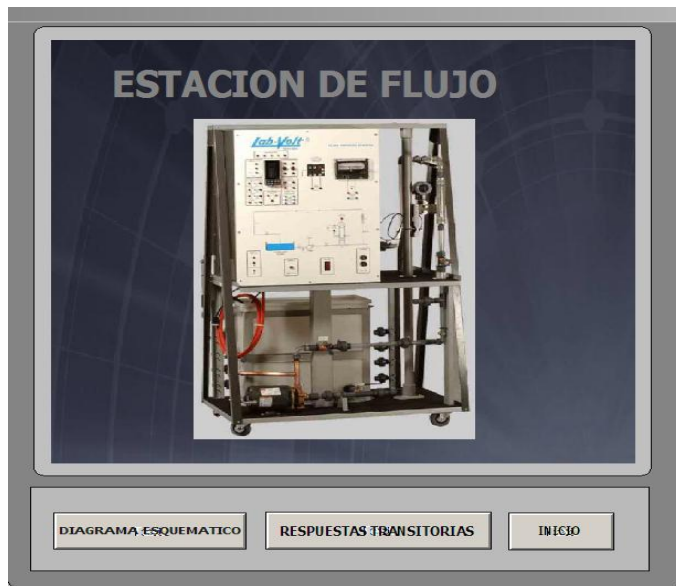 ESTACION DE FLUJO
Lab-Volt
DIAGRAMA ESQUEMATICO
RESPUESTAS TRANSITORIAS
INICIO